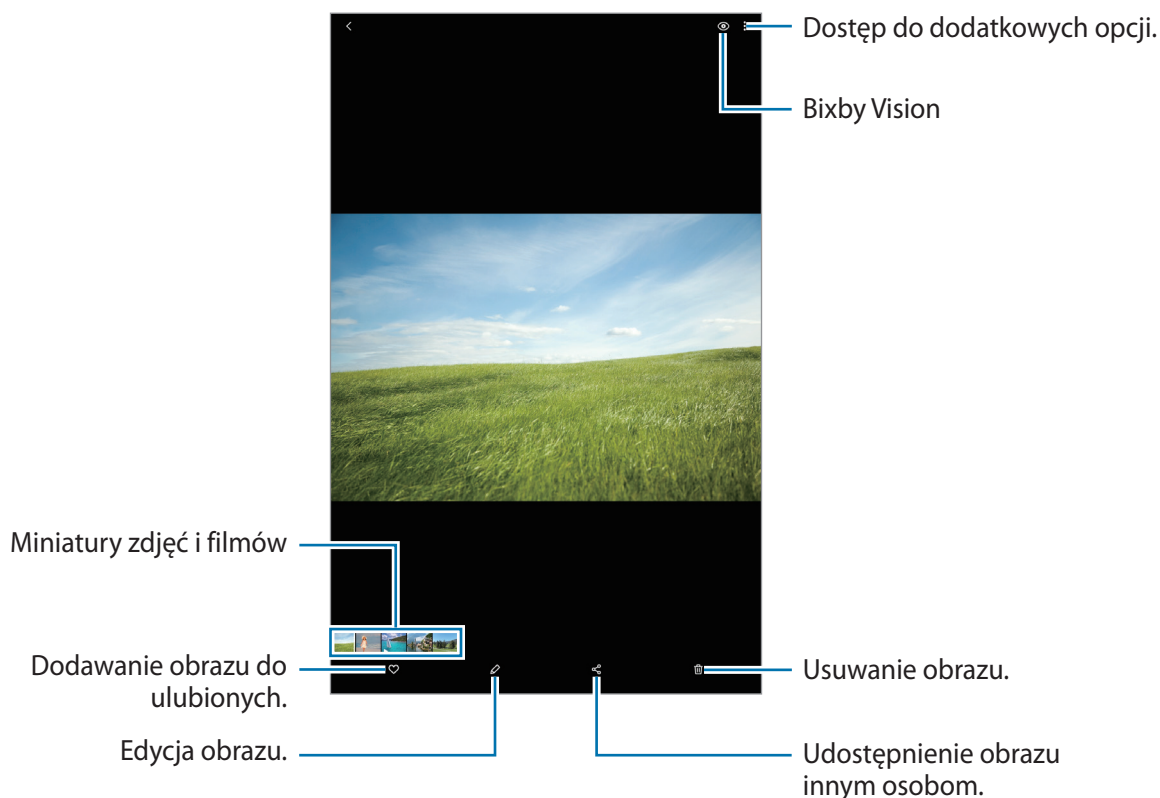 Dostęp do dodatkowych opcji.
Bixby Vision
Miniatury zdjęć i filmów
Dodawanie obrazu do
ulubionych.
Usuwanie obrazu.
Edycja obrazu.
Udostępnienie obrazu
innym osobom.